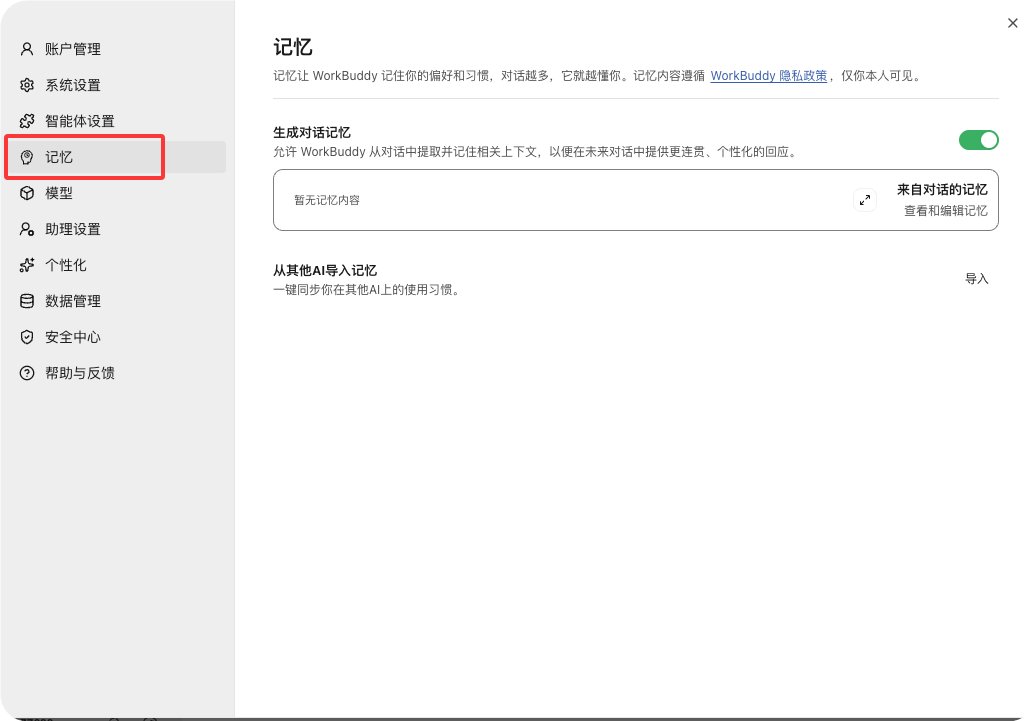 账户管理
系统设置
智能体设置
记忆
模型
助理设置
个性化
数据管理
安全中心
帮助与反馈
记忆
记忆让 WorkBuddy 记住你的偏好和习惯，对话越多，它就越懂你。记忆内容遵循 WorkBuddy 隐私政策，仅你本人可见。
生成对话记忆
允许 WorkBuddy 从对话中提取并记住相关上下文，以便在未来对话中提供更连贯、个性化的回应。
暂无记忆内容
来自对话的记忆
查看和编辑记忆
从其他AI导入记忆
一键同步你在其他AI上的使用习惯。
导入